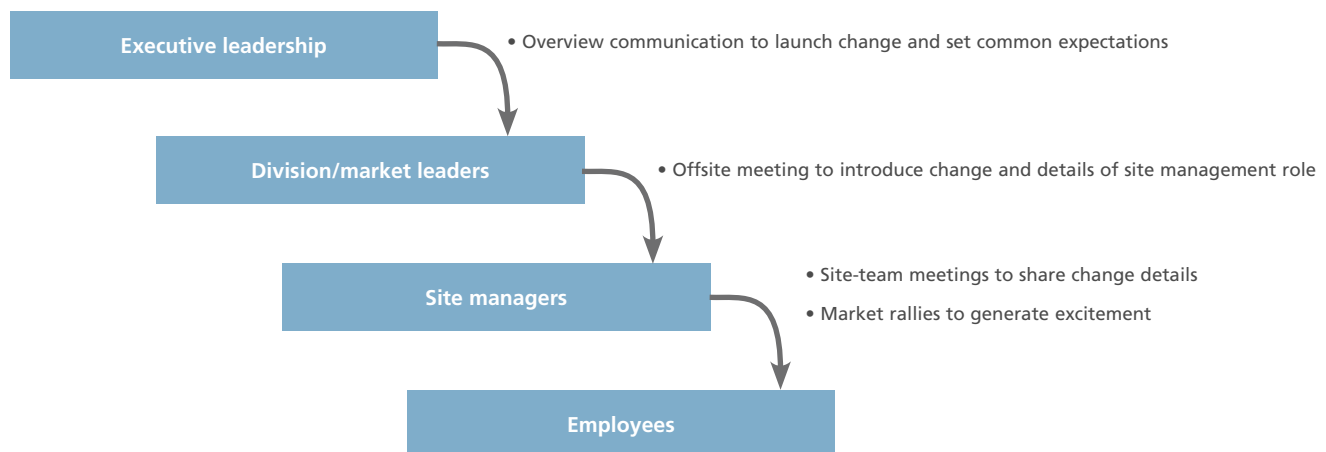 Executive leadership
• Overview communication to launch change and set common expectations
Division/market leaders
• Offsite meeting to introduce change and details of site management role
Site managers
• Site-team meetings to share change details
• Market rallies to generate excitement
Employees